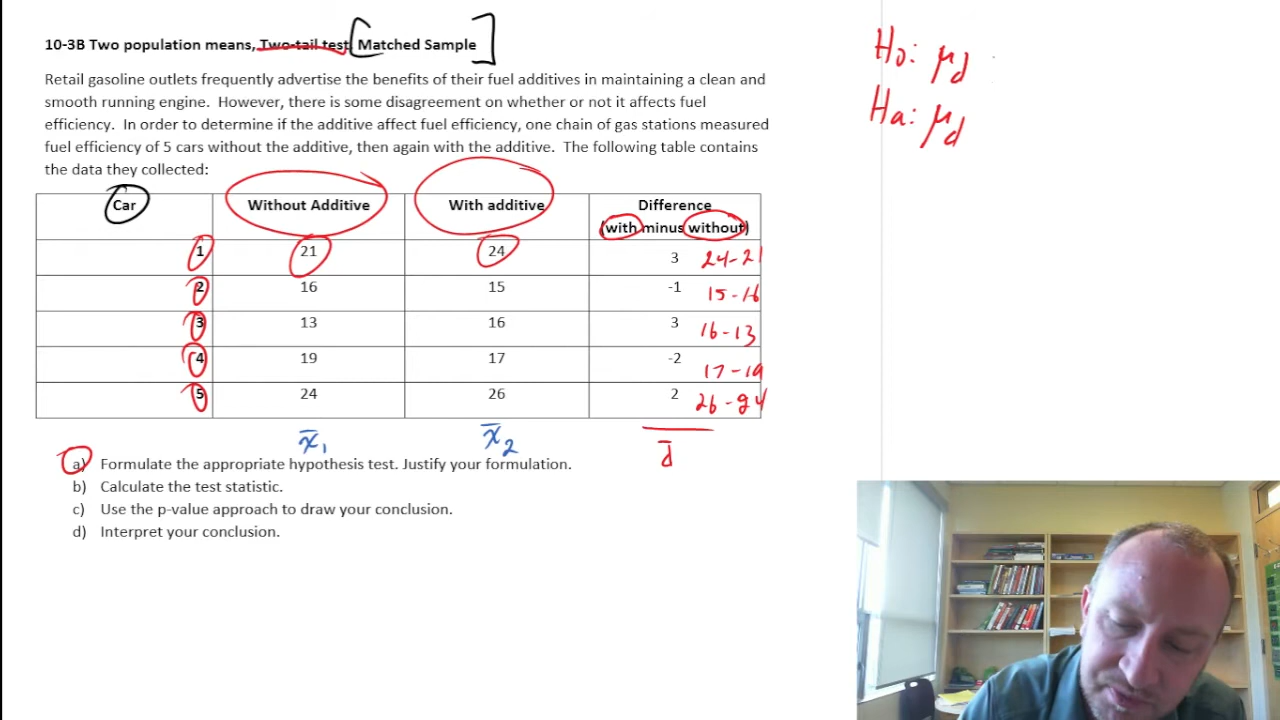 10-3B Two population means, Two-tail test [Matched Sample]
Retail gasoline outlets frequently advertise the benefits of their fuel additives in maintaining a clean and
smooth running engine. However, there is some disagreement on whether or not it affects fuel
efficiency. In order to determine if the additive affect fuel efficiency, one chain of gas stations measured
fuel efficiency of 5 cars without the additive, then again with the additive. The following table contains
the data they collected:
Car Without Additive With additive Difference
(with minus without)
1 21 24 3 24-21
2 16 15 -1 15-16
3 13 16 3 16-13
4 19 17 -2 17-19
5 24 26 2 26-24
x̄₁ x̄₂ d̄
a) Formulate the appropriate hypothesis test. Justify your formulation.
b) Calculate the test statistic.
c) Use the p-value approach to draw your conclusion.
d) Interpret your conclusion.
Ho: μd
Ha: μd